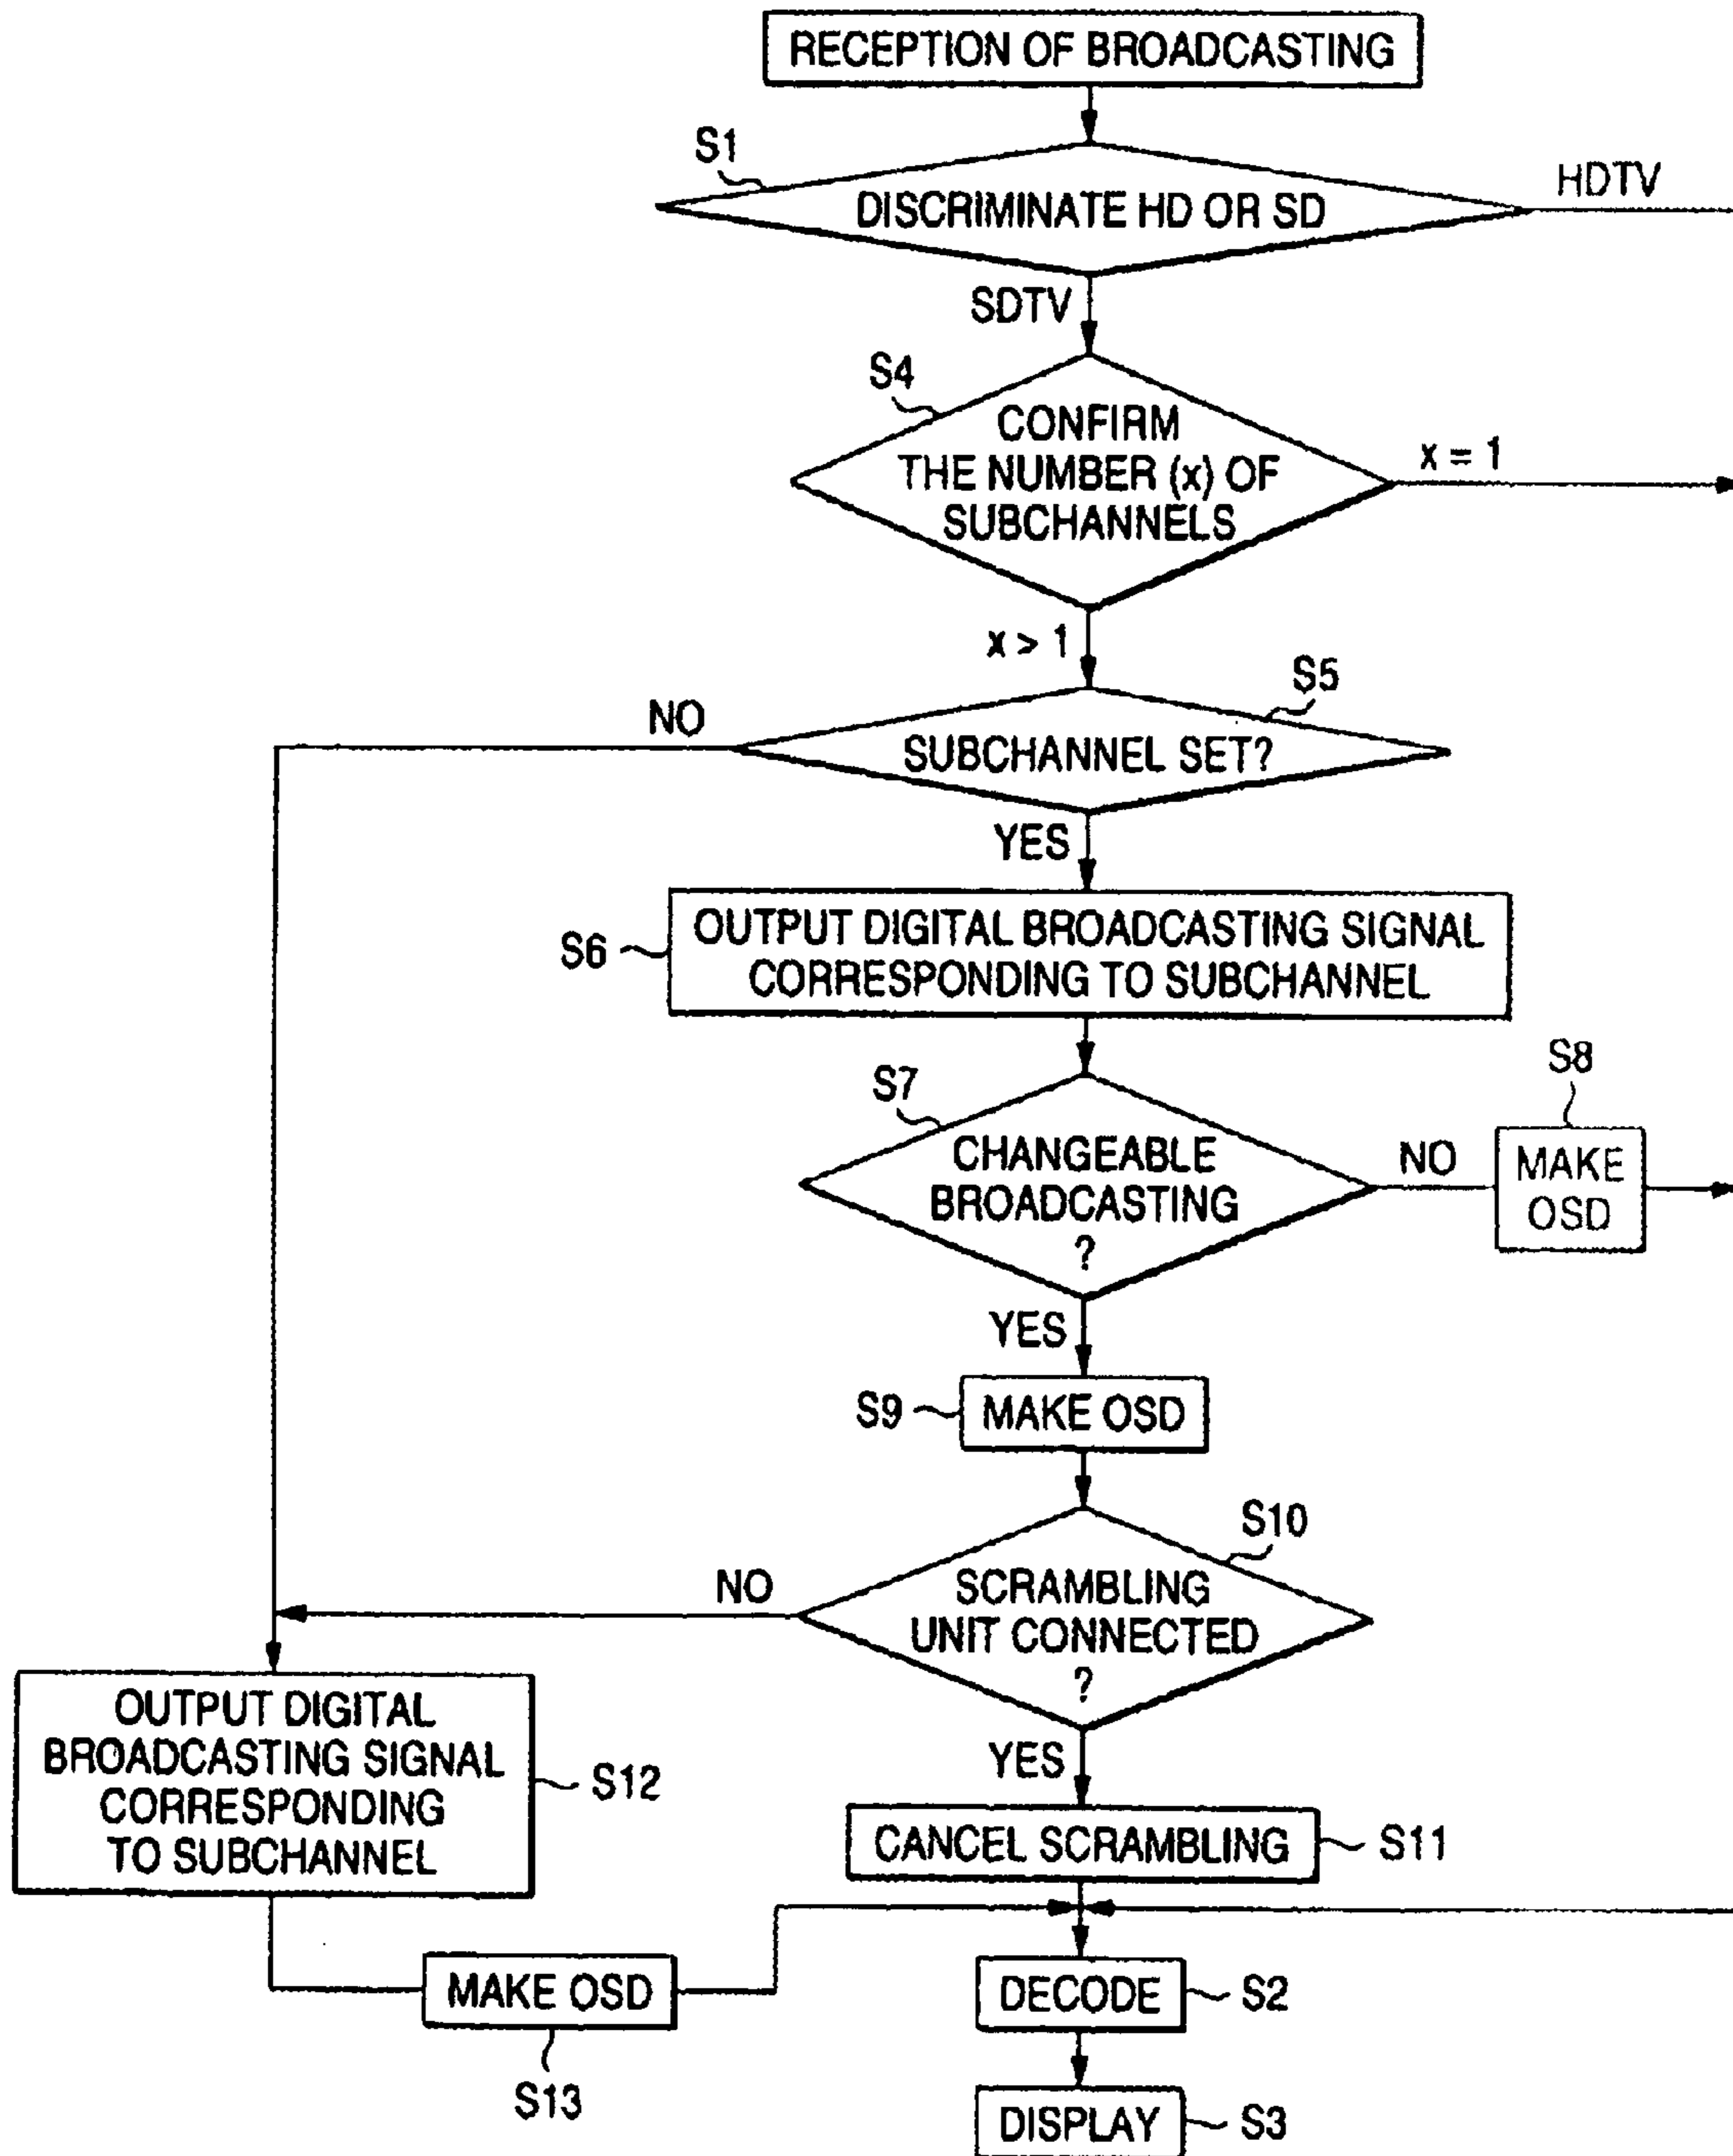 RECEPTION OF BROADCASTING
S1
HDTV
DISCRIMINATE HD OR SD
SDTV
S4
CONFIRM
THE NUMBER (x) OF
SUBCHANNELS
x = 1
x > 1
S5
NO
SUBCHANNEL SET?
YES
S6
OUTPUT DIGITAL BROADCASTING SIGNAL
CORRESPONDING TO SUBCHANNEL
S7
S8
CHANGEABLE
BROADCASTING
?
NO
MAKE
OSD
YES
S9
MAKE OSD
S10
NO
SCRAMBLING
UNIT CONNECTED
?
YES
OUTPUT DIGITAL
BROADCASTING SIGNAL
CORRESPONDING
TO SUBCHANNEL
S12
CANCEL SCRAMBLING
S11
MAKE OSD
S13
DECODE
S2
DISPLAY
S3